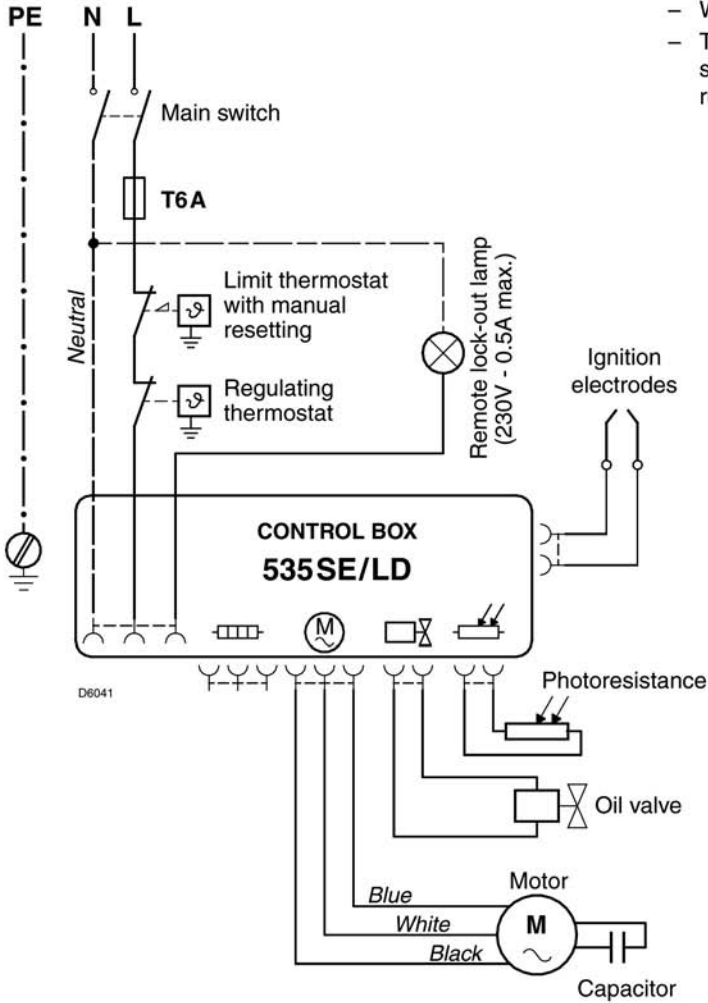 PE N L
– W
– T
s
r
Main switch
T6A
Neutral
Limit thermostat
with manual
resetting
Regulating
thermostat
Remote lock-out lamp
(230V - 0.5A max.)
Ignition
electrodes
CONTROL BOX
535SE/LD
M
D6041
Photoresistance
Oil valve
Motor
Blue
White
Black
M
Capacitor